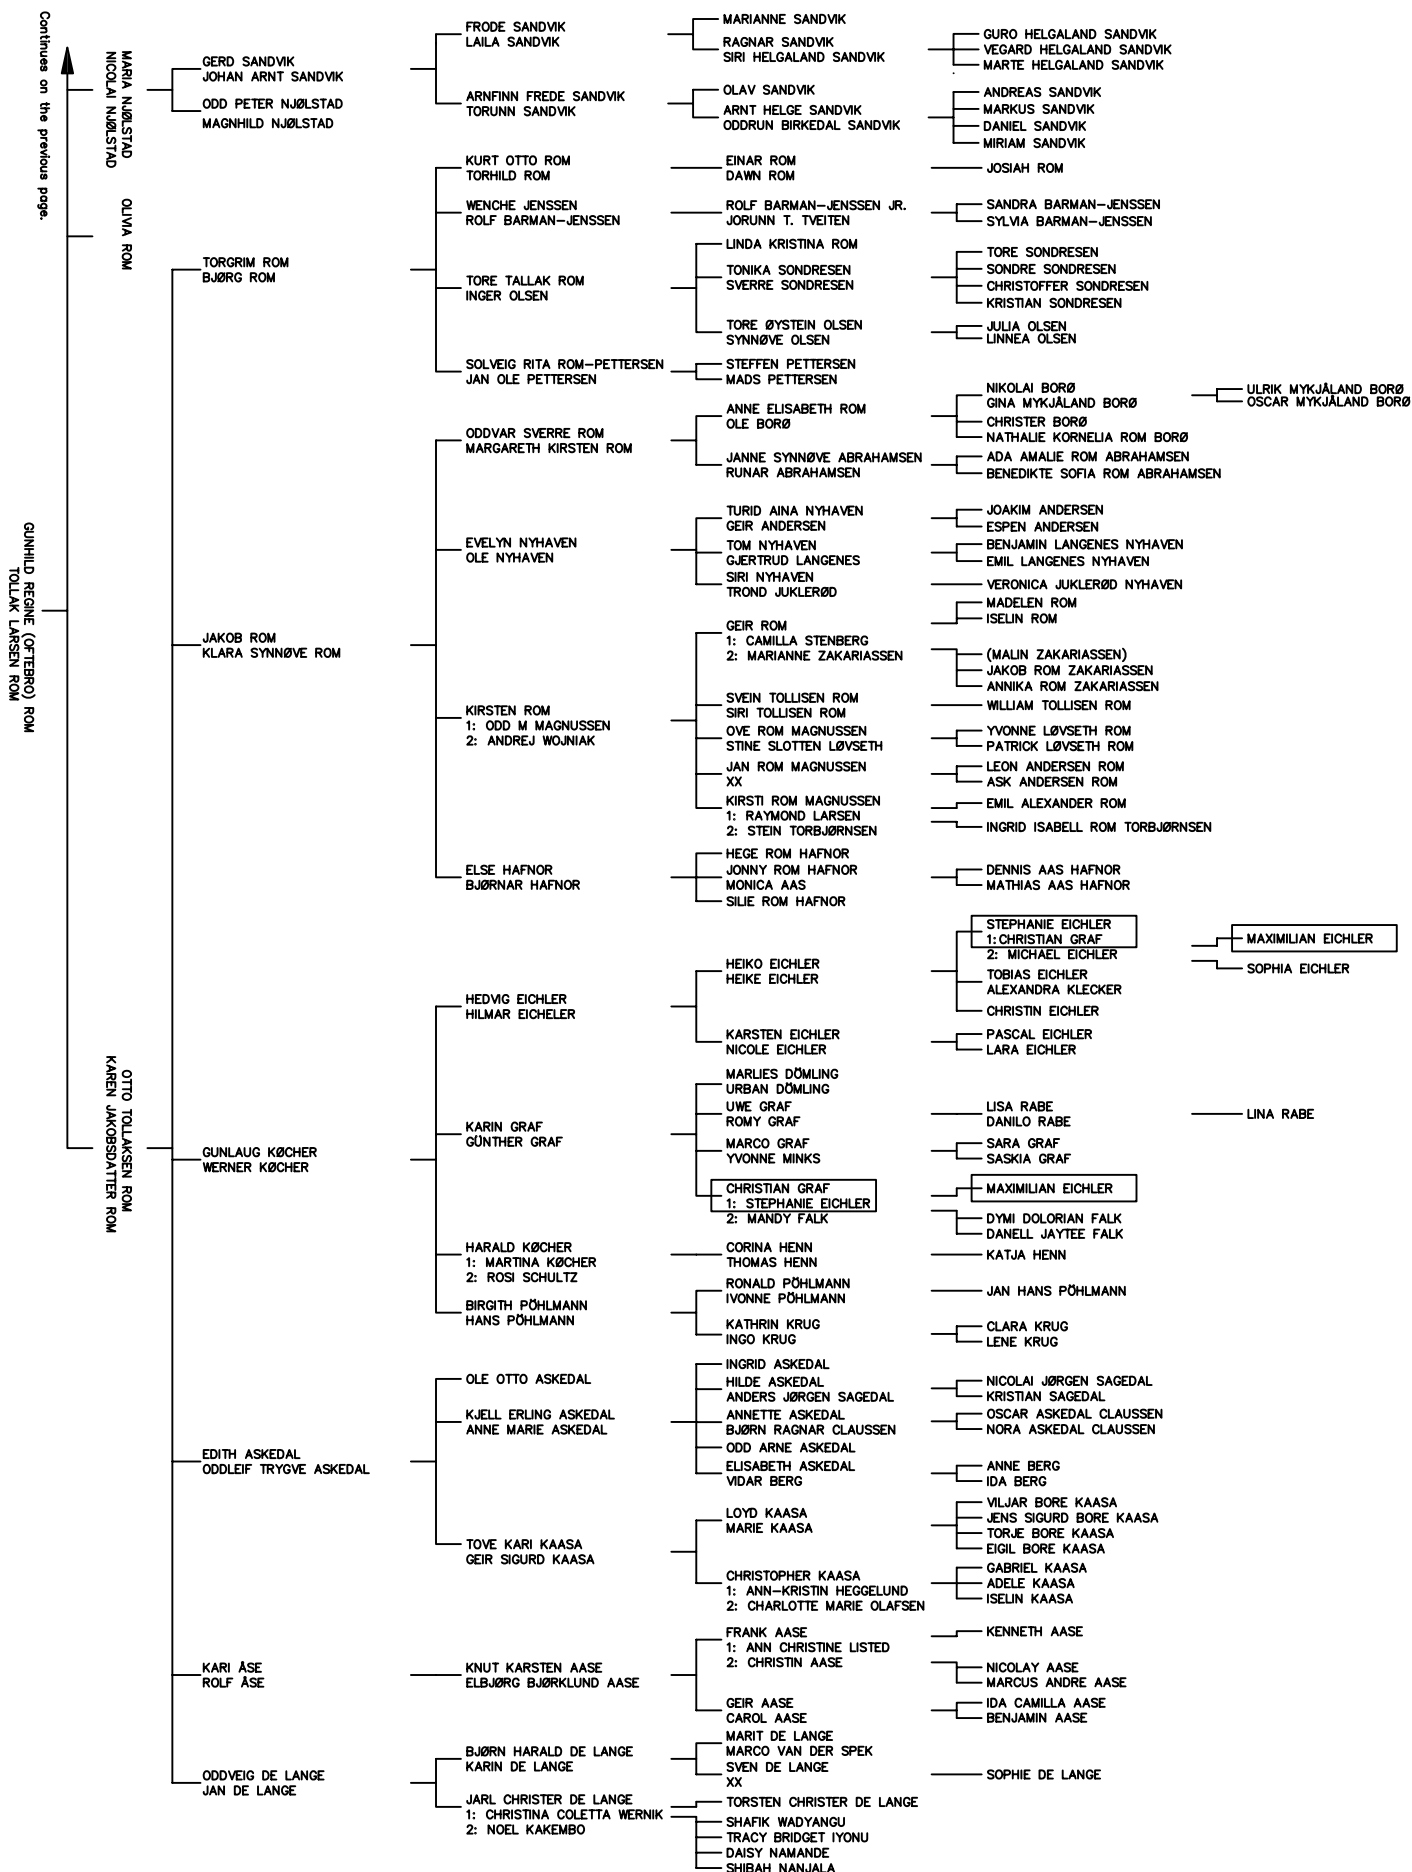 Continues on the previous page.
GUNHILD REGINE (OFTEBRO) ROM
TOLLAK LARSEN ROM
MARIA NJØLSTAD
NICOLAI NJØLSTAD
GERD SANDVIK
JOHAN ARNT SANDVIK
FRODE SANDVIK
LAILA SANDVIK
MARIANNE SANDVIK
RAGNAR SANDVIK
SIRI HELGALAND SANDVIK
GURO HELGALAND SANDVIK
VEGARD HELGALAND SANDVIK
MARTE HELGALAND SANDVIK
ARNFINN FREDE SANDVIK
TORUNN SANDVIK
OLAV SANDVIK
ARNT HELGE SANDVIK
ODDRUN BIRKEDAL SANDVIK
ANDREAS SANDVIK
MARKUS SANDVIK
DANIEL SANDVIK
MIRIAM SANDVIK
ODD PETER NJØLSTAD
MAGNHILD NJØLSTAD
OLIVIA ROM
OTTO TOLLAKSEN ROM
KAREN JAKOBSDATTER ROM
TORGRIM ROM
BJØRG ROM
KURT OTTO ROM
TORHILD ROM
EINAR ROM
DAWN ROM
JOSIAH ROM
WENCHE JENSSEN
ROLF BARMAN-JENSSEN
ROLF BARMAN-JENSSEN JR.
JORUNN T. TVEITEN
SANDRA BARMAN-JENSSEN
SYLVIA BARMAN-JENSSEN
TORE TALLAK ROM
INGER OLSEN
LINDA KRISTINA ROM
TONIKA SONDRESEN
SVERRE SONDRESEN
TORE SONDRESEN
SONDRE SONDRESEN
CHRISTOFFER SONDRESEN
KRISTIAN SONDRESEN
TORE ØYSTEIN OLSEN
SYNNØVE OLSEN
JULIA OLSEN
LINNEA OLSEN
SOLVEIG RITA ROM-PETTERSEN
JAN OLE PETTERSEN
STEFFEN PETTERSEN
MADS PETTERSEN
JAKOB ROM
KLARA SYNNØVE ROM
ODDVAR SVERRE ROM
MARGARETH KIRSTEN ROM
ANNE ELISABETH ROM
OLE BORØ
NIKOLAI BORØ
GINA MYKJÅLAND BORØ
ULRIK MYKJÅLAND BORØ
OSCAR MYKJÅLAND BORØ
CHRISTER BORØ
NATHALIE KORNELIA ROM BORØ
JANNE SYNNØVE ABRAHAMSEN
RUNAR ABRAHAMSEN
ADA AMALIE ROM ABRAHAMSEN
BENEDIKTE SOFIA ROM ABRAHAMSEN
EVELYN NYHAVEN
OLE NYHAVEN
TURID AINA NYHAVEN
GEIR ANDERSEN
JOAKIM ANDERSEN
ESPEN ANDERSEN
TOM NYHAVEN
GJERTRUD LANGENES
BENJAMIN LANGENES NYHAVEN
EMIL LANGENES NYHAVEN
SIRI NYHAVEN
TROND JUKLERØD
VERONICA JUKLERØD NYHAVEN
KIRSTEN ROM
1: ODD M MAGNUSSEN
2: ANDREJ WOJNIAK
GEIR ROM
1: CAMILLA STENBERG
2: MARIANNE ZAKARIASSEN
MADELEN ROM
ISELIN ROM
(MALIN ZAKARIASSEN)
JAKOB ROM ZAKARIASSEN
ANNIKA ROM ZAKARIASSEN
SVEIN TOLLISEN ROM
SIRI TOLLISEN ROM
WILLIAM TOLLISEN ROM
OVE ROM MAGNUSSEN
STINE SLOTTEN LØVSETH
YVONNE LØVSETH ROM
PATRICK LØVSETH ROM
JAN ROM MAGNUSSEN
XX
LEON ANDERSEN ROM
ASK ANDERSEN ROM
KIRSTI ROM MAGNUSSEN
1: RAYMOND LARSEN
2: STEIN TORBJØRNSEN
EMIL ALEXANDER ROM
INGRID ISABELL ROM TORBJØRNSEN
ELSE HAFNOR
BJØRNAR HAFNOR
HEGE ROM HAFNOR
JONNY ROM HAFNOR
MONICA AAS
SILIE ROM HAFNOR
DENNIS AAS HAFNOR
MATHIAS AAS HAFNOR
GUNLAUG KØCHER
WERNER KØCHER
HEDVIG EICHLER
HILMAR EICHELER
HEIKO EICHLER
HEIKE EICHLER
STEPHANIE EICHLER
1: CHRISTIAN GRAF
2: MICHAEL EICHLER
MAXIMILIAN EICHLER
SOPHIA EICHLER
TOBIAS EICHLER
ALEXANDRA KLECKER
CHRISTIN EICHLER
KARSTEN EICHLER
NICOLE EICHLER
PASCAL EICHLER
LARA EICHLER
KARIN GRAF
GÜNTHER GRAF
MARLIES DÖMLING
URBAN DÖMLING
UWE GRAF
ROMY GRAF
LISA RABE
DANILO RABE
LINA RABE
MARCO GRAF
YVONNE MINKS
SARA GRAF
SASKIA GRAF
CHRISTIAN GRAF
1: STEPHANIE EICHLER
2: MANDY FALK
MAXIMILIAN EICHLER
DYMI DOLORIAN FALK
DANELL JAYTEE FALK
HARALD KØCHER
1: MARTINA KØCHER
2: ROSI SCHULTZ
CORINA HENN
THOMAS HENN
KATJA HENN
BIRGITH PÖHLMANN
HANS PÖHLMANN
RONALD PÖHLMANN
IVONNE PÖHLMANN
JAN HANS PÖHLMANN
KATHRIN KRUG
INGO KRUG
CLARA KRUG
LENE KRUG
EDITH ASKEDAL
ODDLEIF TRYGVE ASKEDAL
OLE OTTO ASKEDAL
KJELL ERLING ASKEDAL
ANNE MARIE ASKEDAL
INGRID ASKEDAL
HILDE ASKEDAL
ANDERS JØRGEN SAGEDAL
NICOLAI JØRGEN SAGEDAL
KRISTIAN SAGEDAL
ANNETTE ASKEDAL
BJØRN RAGNAR CLAUSSEN
OSCAR ASKEDAL CLAUSSEN
NORA ASKEDAL CLAUSSEN
ODD ARNE ASKEDAL
ELISABETH ASKEDAL
VIDAR BERG
ANNE BERG
IDA BERG
TOVE KARI KAASA
GEIR SIGURD KAASA
LOYD KAASA
MARIE KAASA
VILJAR BORE KAASA
JENS SIGURD BORE KAASA
TORJE BORE KAASA
EIGIL BORE KAASA
CHRISTOPHER KAASA
1: ANN-KRISTIN HEGGELUND
2: CHARLOTTE MARIE OLAFSEN
GABRIEL KAASA
ADELE KAASA
ISELIN KAASA
KARI ÅSE
ROLF ÅSE
KNUT KARSTEN AASE
ELBJØRG BJØRKLUND AASE
FRANK AASE
1: ANN CHRISTINE LISTED
2: CHRISTIN AASE
KENNETH AASE
NICOLAY AASE
MARCUS ANDRE AASE
GEIR AASE
CAROL AASE
IDA CAMILLA AASE
BENJAMIN AASE
ODDVEIG DE LANGE
JAN DE LANGE
BJØRN HARALD DE LANGE
KARIN DE LANGE
MARIT DE LANGE
MARCO VAN DER SPEK
SVEN DE LANGE
XX
SOPHIE DE LANGE
JARL CHRISTER DE LANGE
1: CHRISTINA COLETTA WERNIK
2: NOEL KAKEMBO
TORSTEN CHRISTER DE LANGE
SHAFIK WADYANGU
TRACY BRIDGET IYONU
DAISY NAMANDE
SHIBAH NANJALA